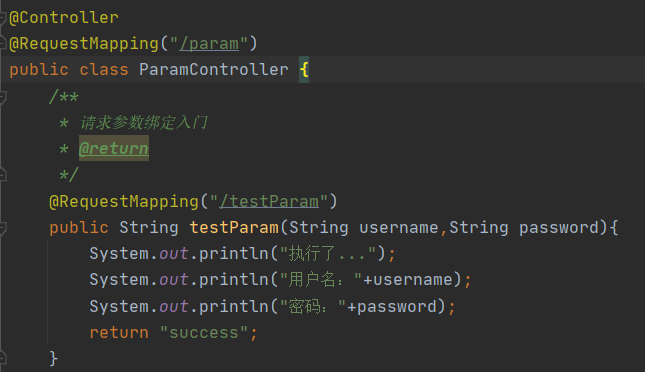 @Controller
@RequestMapping("/param")
public class ParamController {
    /**
     * 请求参数绑定入门
     * @return
     */
    @RequestMapping("/testParam")
    public String testParam(String username,String password){
        System.out.println("执行了...");
        System.out.println("用户名："+username);
        System.out.println("密码："+password);
        return "success";
    }